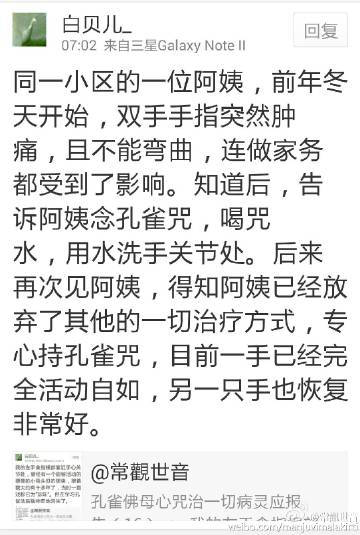 白贝儿_
07:02 来自三星Galaxy Note II
回复
同一小区的一位阿姨，前年冬
天开始，双手手指突然肿
痛，且不能弯曲，连做家务
都受到了影响。知道后，告
诉阿姨念孔雀咒，喝咒
水，用水洗手关节处。后来
再次见阿姨，得知阿姨已经放
弃了其他的一切治疗方式，专
心持孔雀咒，目前一手已经完
全活动自如，另一只手也恢复
非常好。
@常觀世音
孔雀佛母心咒治一切病灵应报